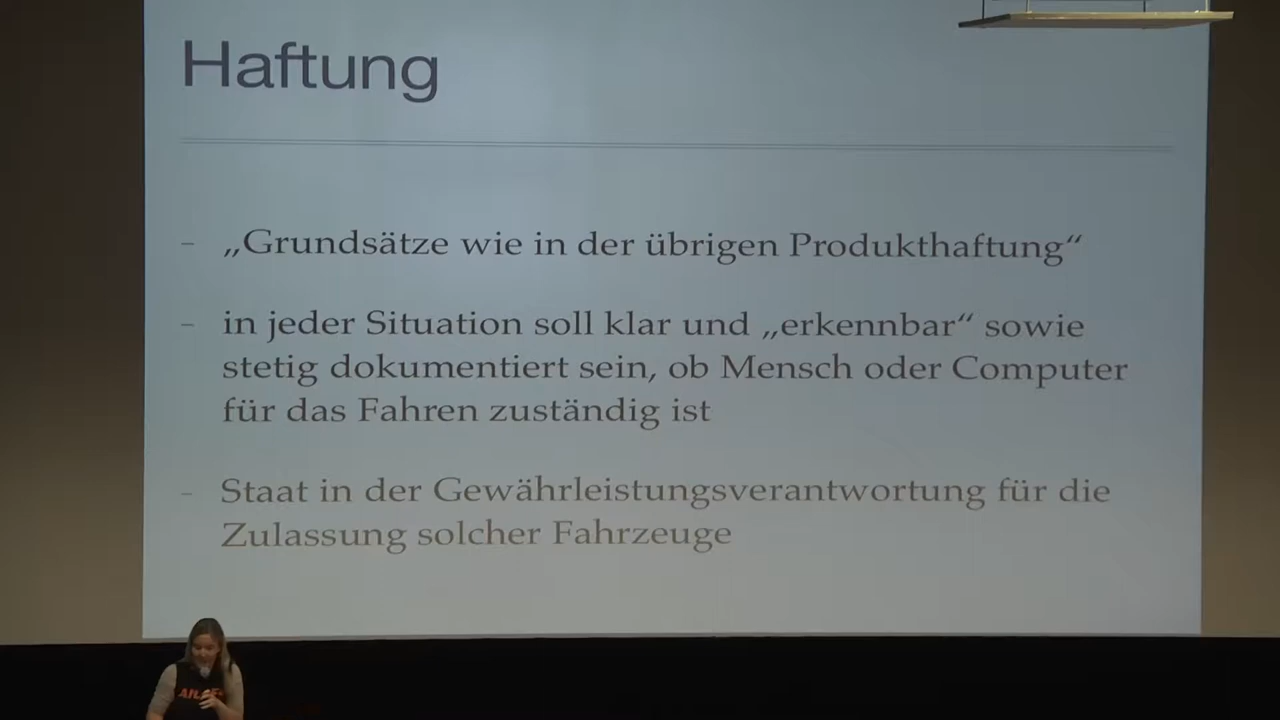 Haftung
– „Grundsätze wie in der übrigen Produkthaftung“
– in jeder Situation soll klar und „erkennbar“ sowie
stetig dokumentiert sein, ob Mensch oder Computer
für das Fahren zuständig ist
– Staat in der Gewährleistungsverantwortung für die
Zulassung solcher Fahrzeuge